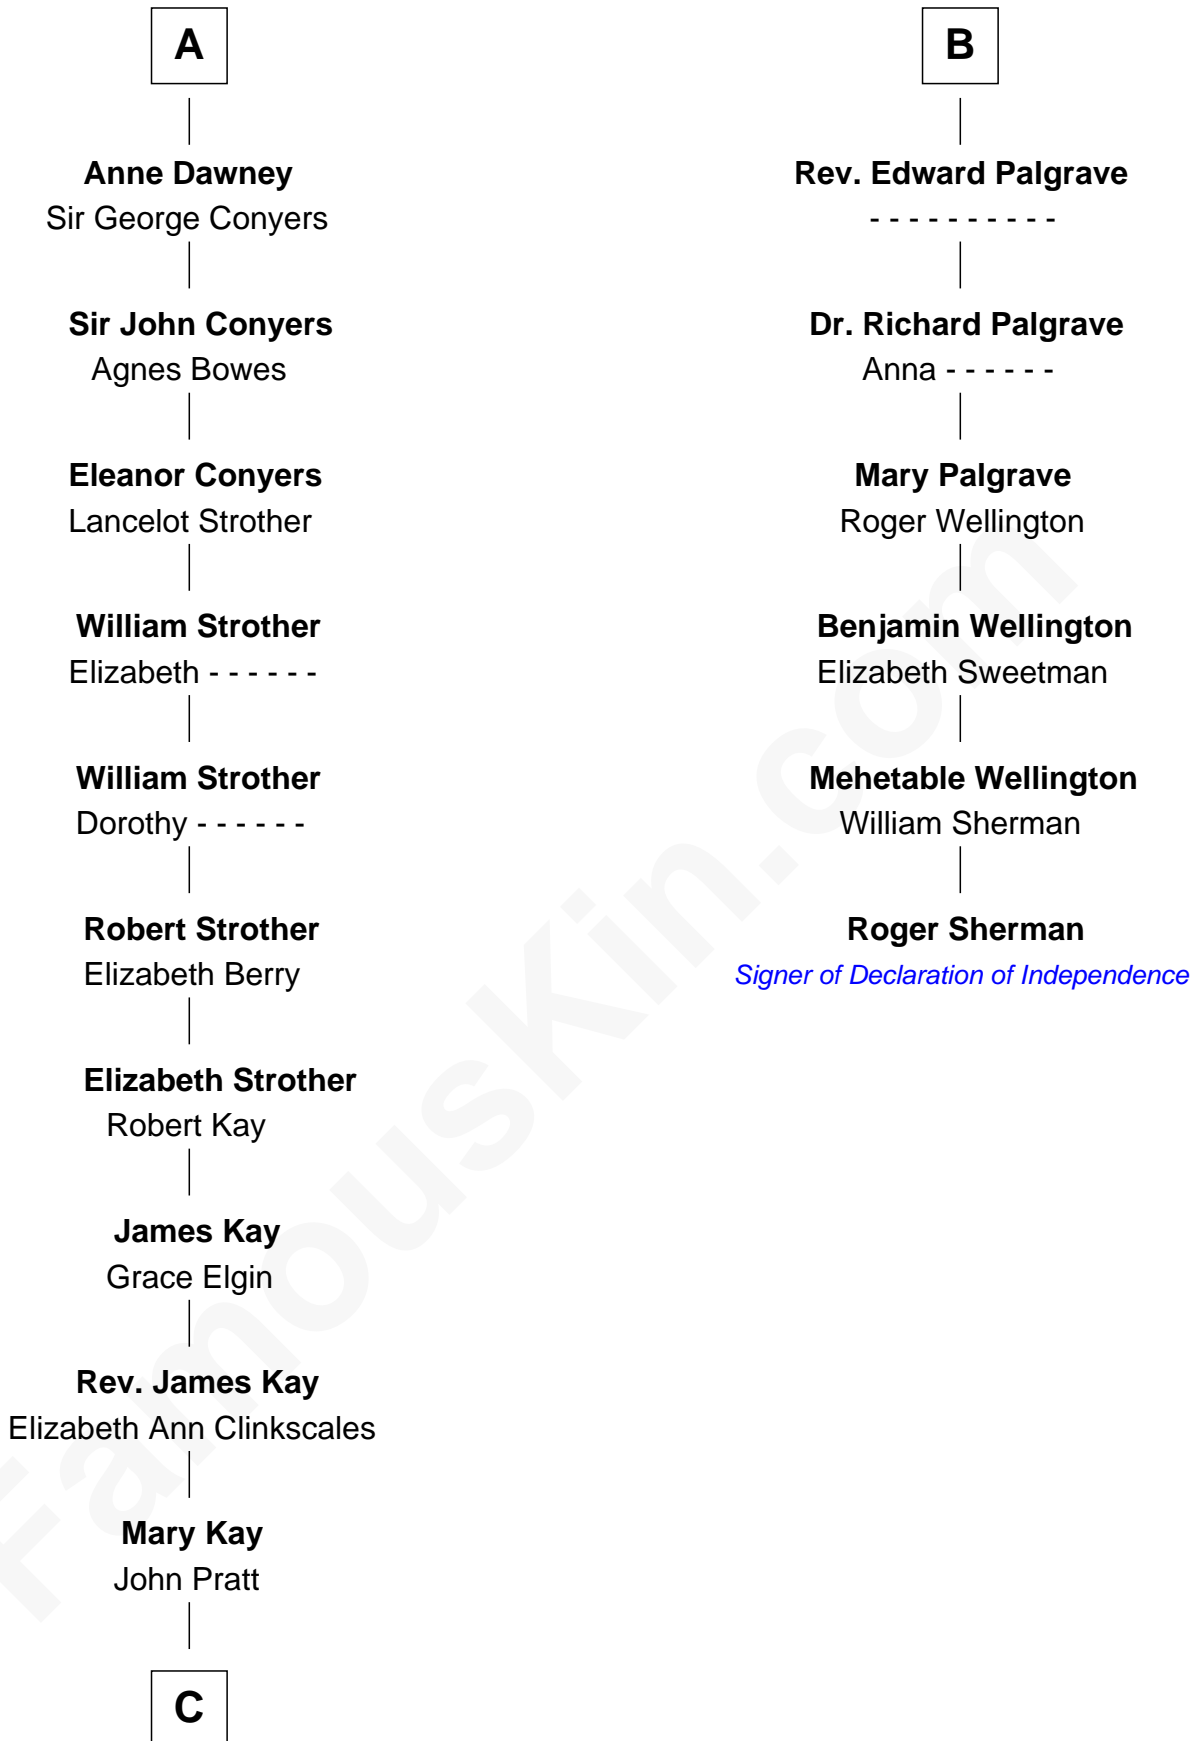 A
Anne Dawney
Sir George Conyers
Sir John Conyers
Agnes Bowes
Eleanor Conyers
Lancelot Strother
William Strother
Elizabeth - - - - - -
William Strother
Dorothy - - - - - -
Robert Strother
Elizabeth Berry
Elizabeth Strother
Robert Kay
James Kay
Grace Elgin
Rev. James Kay
Elizabeth Ann Clinkscales
Mary Kay
John Pratt
C
B
Rev. Edward Palgrave
- - - - - - - - - -
Dr. Richard Palgrave
Anna - - - - - -
Mary Palgrave
Roger Wellington
Benjamin Wellington
Elizabeth Sweetman
Mehetable Wellington
William Sherman
Roger Sherman
Signer of Declaration of Independence
FamousKin.com